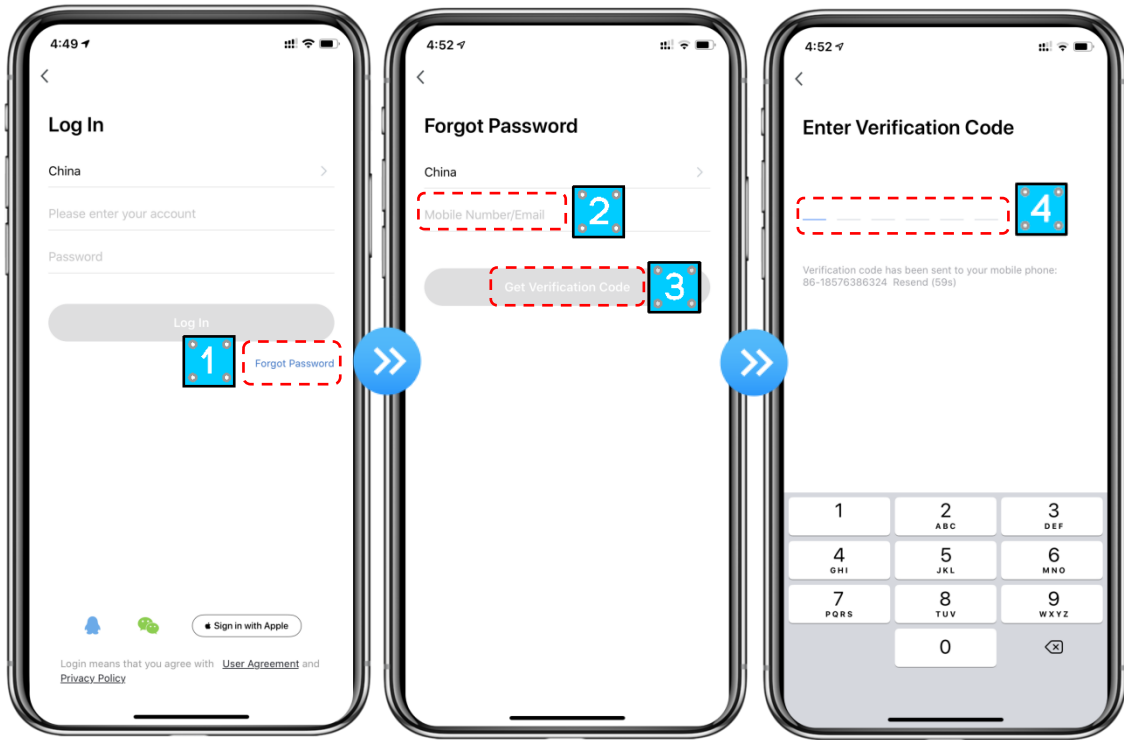 4:49
Log In
China
Please enter your account
Password
Log In
1
Forgot Password
Sign in with Apple
Login means that you agree with User Agreement and
Privacy Policy
4:52
Forgot Password
China
Mobile Number/Email
2
Get Verification Code
3
4:52
Enter Verification Code
4
Verification code has been sent to your mobile phone:
86-18576386324 Resend (59s)
1 2 3
ABC DEF
4 5 6
GHI JKL MNO
7 8 9
PQRS TUV WXYZ
0